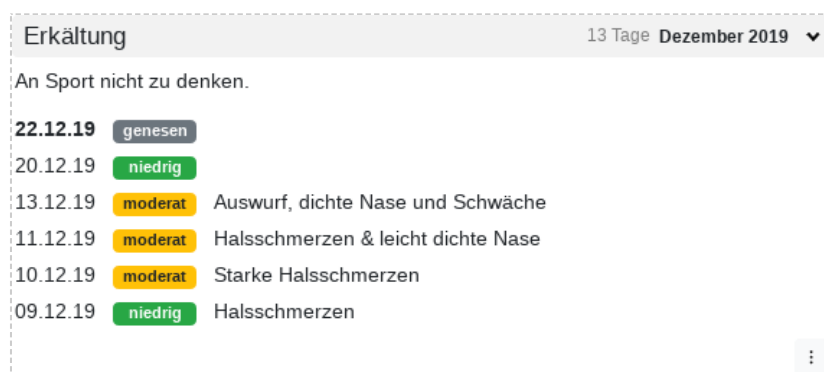 Erkältung 13 Tage Dezember 2019
An Sport nicht zu denken.
22.12.19 genesen
20.12.19 niedrig
13.12.19 moderat Auswurf, dichte Nase und Schwäche
11.12.19 moderat Halsschmerzen & leicht dichte Nase
10.12.19 moderat Starke Halsschmerzen
09.12.19 niedrig Halsschmerzen